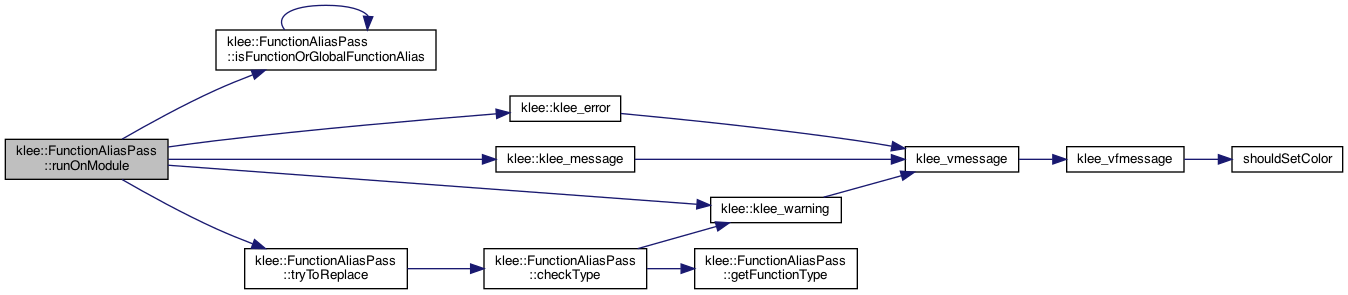 klee::FunctionAliasPass
::runOnModule
klee::FunctionAliasPass
::isFunctionOrGlobalFunctionAlias
klee::klee_error
klee::klee_message
klee::klee_warning
klee::FunctionAliasPass
::tryToReplace
klee::FunctionAliasPass
::checkType
klee::FunctionAliasPass
::getFunctionType
klee_vmessage
klee_vfmessage
shouldSetColor